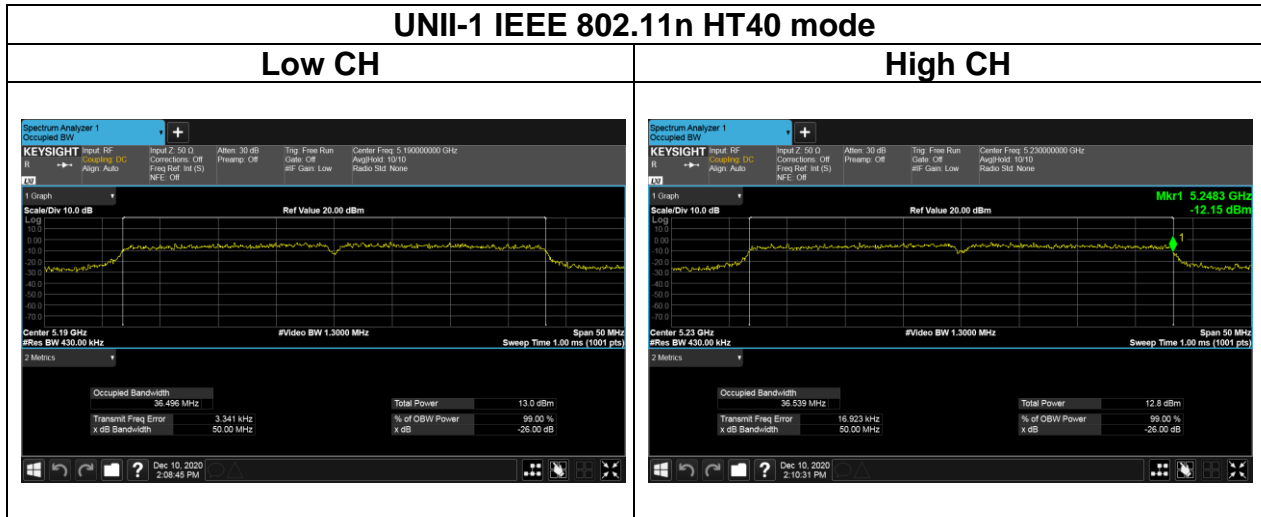 UNII-1 IEEE 802.11n HT40 mode
Low CH
High CH
Spectrum Analyzer 1
Occupied BW
+
KEYSIGHT Input: RF Input Z: 50 Ω Atten: 30 dB Trig: Free Run Center Freq: 5.190000000 GHz
R Coupling: DC Corrections: Off Preamp: Off Gate: Off Avg|Hold: 10/10
Align: Auto Freq Ref: Int (S) #IF Gain: Low Radio Std: None
LXI NFE: Off
1 Graph
Scale/Div 10.0 dB Ref Value 20.00 dBm
Log
10.0
0.00
-10.0
-20.0
-30.0
-40.0
-50.0
-60.0
-70.0
Center 5.19 GHz #Video BW 1.3000 MHz Span 50 MHz
#Res BW 430.00 kHz Sweep Time 1.00 ms (1001 pts)
2 Metrics
Occupied Bandwidth
36.496 MHz Total Power 13.0 dBm
Transmit Freq Error 3.341 kHz % of OBW Power 99.00 %
x dB Bandwidth 50.00 MHz x dB -26.00 dB
? Dec 10, 2020
2:08:45 PM
Spectrum Analyzer 1
Occupied BW
+
KEYSIGHT Input: RF Input Z: 50 Ω Atten: 30 dB Trig: Free Run Center Freq: 5.230000000 GHz
R Coupling: DC Corrections: Off Preamp: Off Gate: Off Avg|Hold: 10/10
Align: Auto Freq Ref: Int (S) #IF Gain: Low Radio Std: None
LXI NFE: Off
1 Graph Mkr1 5.2483 GHz
Scale/Div 10.0 dB Ref Value 20.00 dBm -12.15 dBm
Log
10.0
0.00
-10.0
-20.0
-30.0
-40.0
-50.0
-60.0
-70.0
1
Center 5.23 GHz #Video BW 1.3000 MHz Span 50 MHz
#Res BW 430.00 kHz Sweep Time 1.00 ms (1001 pts)
2 Metrics
Occupied Bandwidth
36.539 MHz Total Power 12.8 dBm
Transmit Freq Error 16.923 kHz % of OBW Power 99.00 %
x dB Bandwidth 50.00 MHz x dB -26.00 dB
? Dec 10, 2020
2:10:31 PM